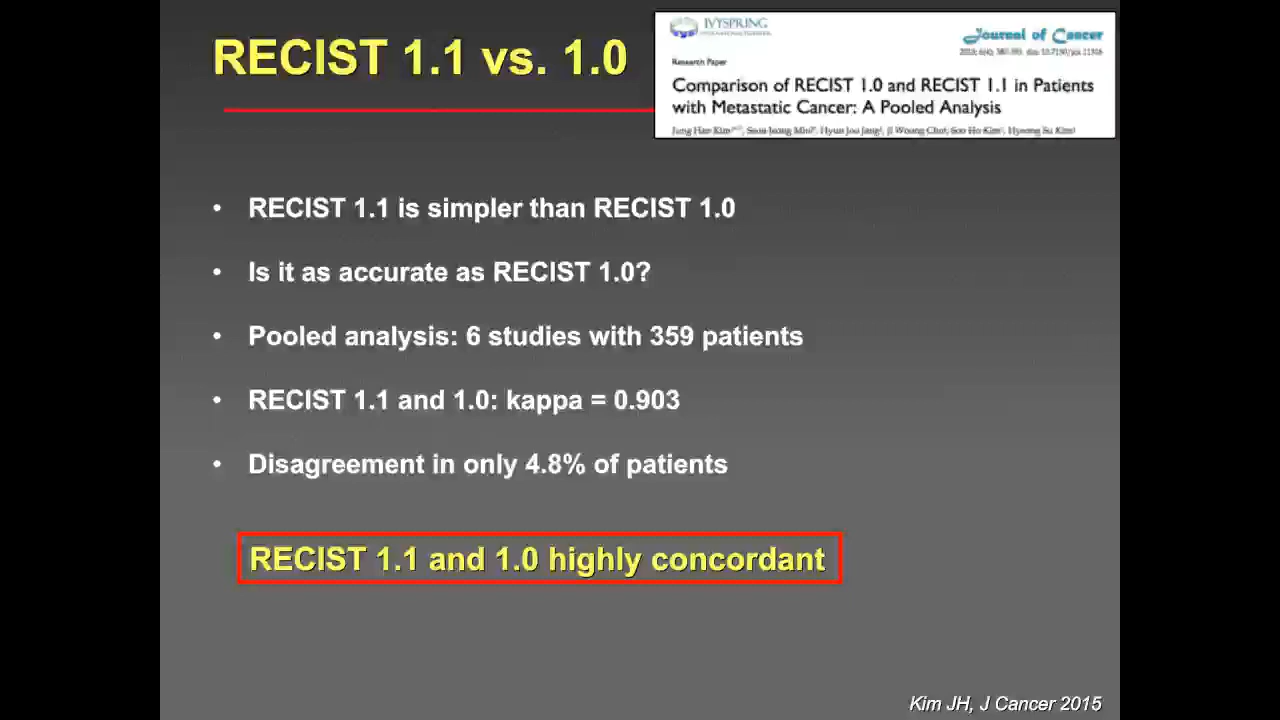 RECIST 1.1 vs. 1.0
IVYSPRING
Journal of Cancer
Research Paper
Comparison of RECIST 1.0 and RECIST 1.1 in Patients
with Metastatic Cancer: A Pooled Analysis
• RECIST 1.1 is simpler than RECIST 1.0
• Is it as accurate as RECIST 1.0?
• Pooled analysis: 6 studies with 359 patients
• RECIST 1.1 and 1.0: kappa = 0.903
• Disagreement in only 4.8% of patients
RECIST 1.1 and 1.0 highly concordant
Kim JH, J Cancer 2015